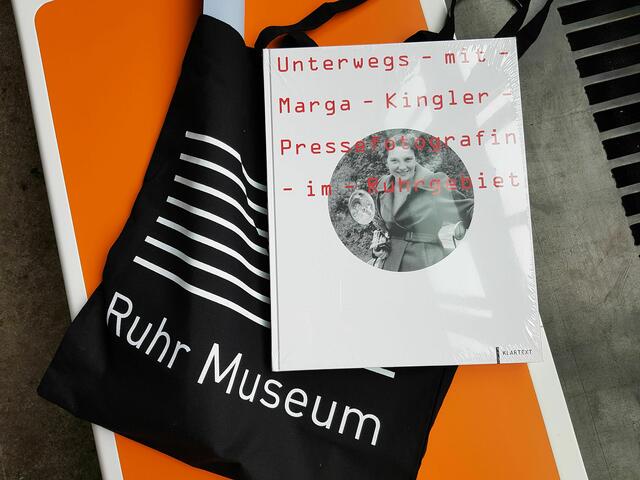 Unterwegs - mit -
Marga - Kingler -
Pressefotografin
- im - Ruhrgebiet
KLARTEXT
Ruhr Museum